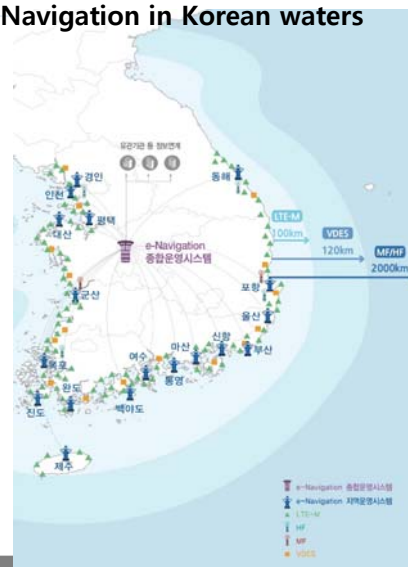 Navigation in Korean waters
유관기관 등 정보연계
경인
인천
대산
평택
동해
LTE-M
100km
VDES
120km
MF/HF
2000km
e-Navigation
종합운영시스템
군산
포항
울산
신항
마산
부산
여수
통영
목포
완도
백야도
진도
제주
e-Navigation 종합운영시스템
e-Navigation 지역운영시스템
LTE-M
HF
MF
VDES